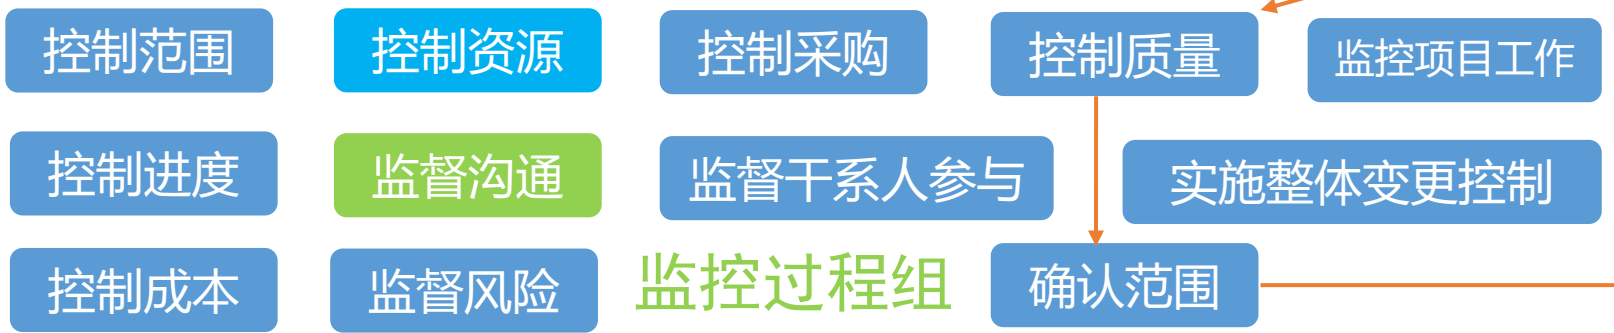 控制范围
控制资源
控制采购
控制质量
监控项目工作
控制进度
监督沟通
监督干系人参与
实施整体变更控制
控制成本
监督风险
监控过程组
确认范围